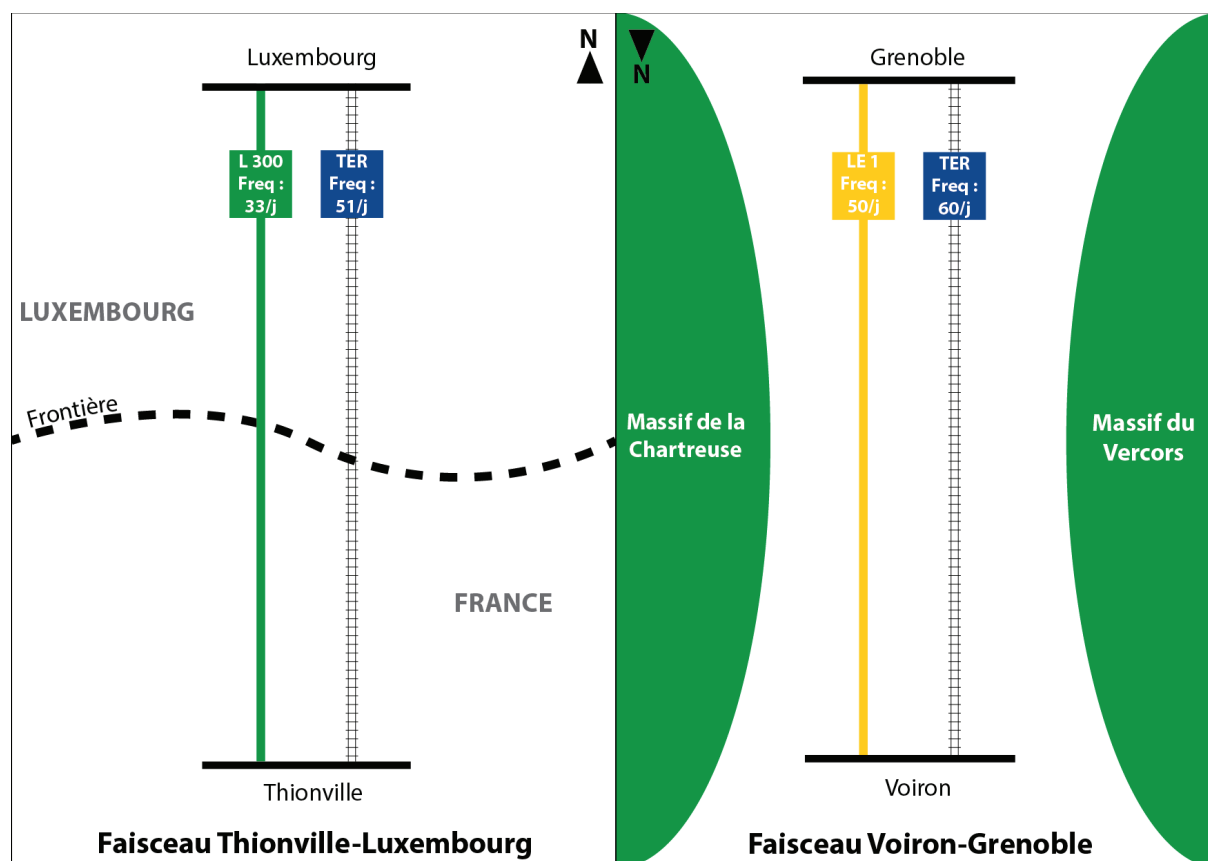 Luxembourg
N
L 300
Freq :
33/j
TER
Freq :
51/j
LUXEMBOURG
Frontière
FRANCE
Thionville
Faisceau Thionville-Luxembourg
N
Grenoble
LE 1
Freq :
50/j
TER
Freq :
60/j
Massif de la
Chartreuse
Massif du
Vercors
Voiron
Faisceau Voiron-Grenoble